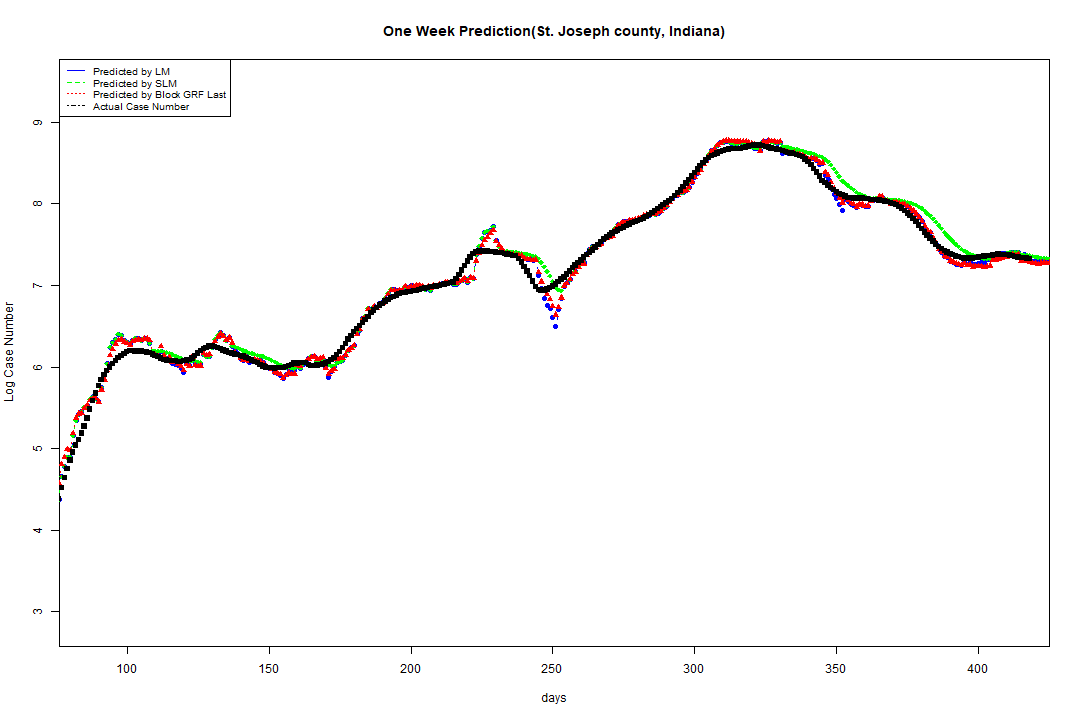 One Week Prediction(St. Joseph county, Indiana)
Predicted by LM
Predicted by SLM
Predicted by Block GRF Last
Actual Case Number
9
8
7
6
5
4
3
Log Case Number
100 150 200 250 300 350 400
days